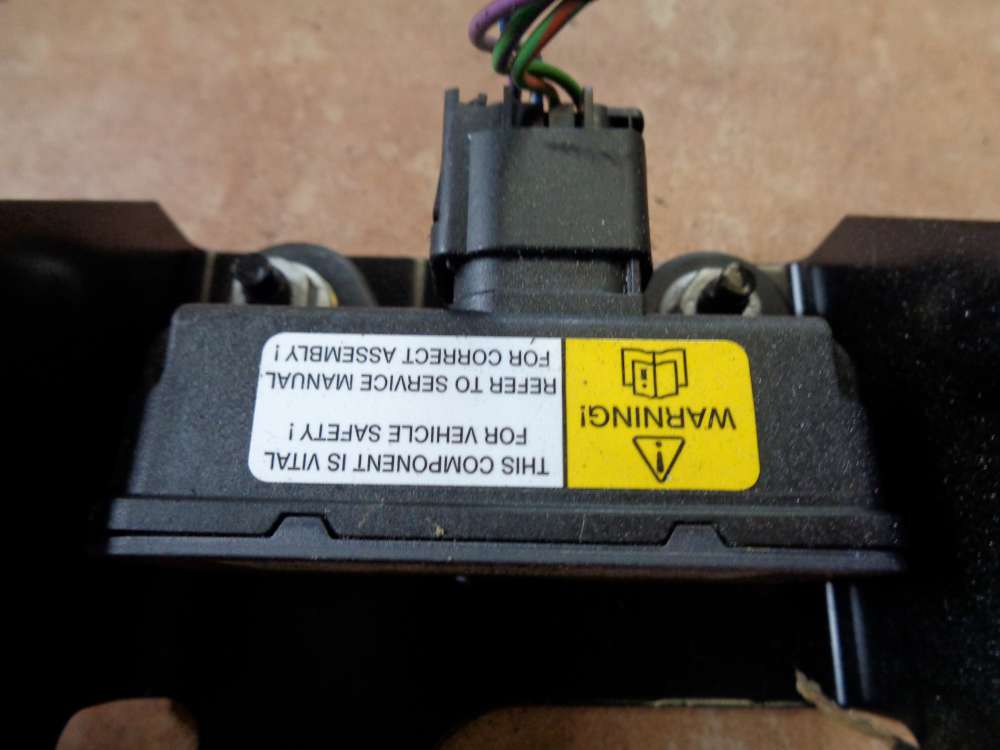 WARNING!
THIS COMPONENT IS VITAL
FOR VEHICLE SAFETY !
REFER TO SERVICE MANUAL
FOR CORRECT ASSEMBLY !